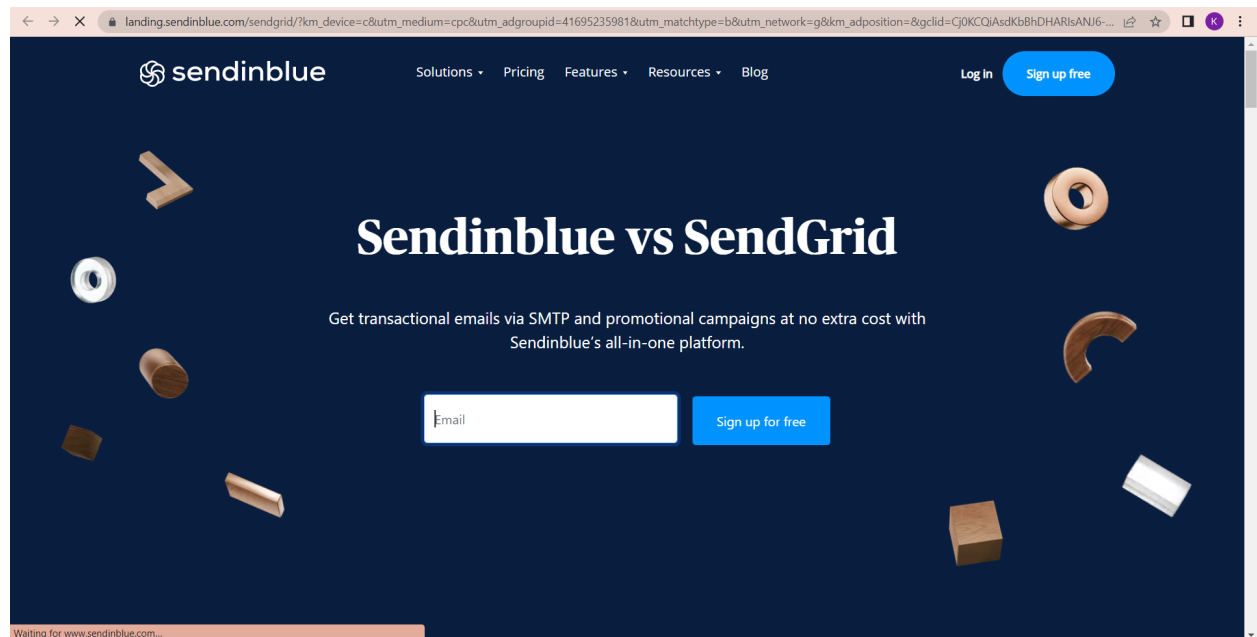 landing.sendinblue.com/sendgrid/?km_device=c&utm_medium=cpc&utm_adgroupid=41695235981&utm_matchtype=b&utm_network=g&km_adposition=&gclid=Cj0KCQiAsdKbBhDHARIsANJ6-...
K
sendinblue
Solutions
Pricing
Features
Resources
Blog
Log in
Sign up free
Sendinblue vs SendGrid
Get transactional emails via SMTP and promotional campaigns at no extra cost with
Sendinblue’s all-in-one platform.
Email
Sign up for free
Waiting for www.sendinblue.com...